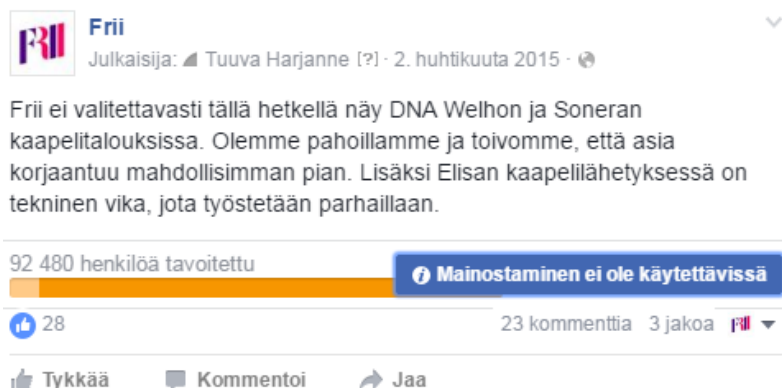 FRII
Frii
Julkaisija: Tuuva Harjanne [?] · 2. huhtikuuta 2015 ·
Frii ei valitettavasti tällä hetkellä näy DNA Welhon ja Soneran
kaapelitalouksissa. Olemme pahoillamme ja toivomme, että asia
korjaantuu mahdollisimman pian. Lisäksi Elisan kaapelilähetyksessä on
tekninen vika, jota työstetään parhaillaan.
92 480 henkilöä tavoitettu
Mainostaminen ei ole käytettävissä
28
23 kommenttia 3 jakoa FRII
Tykkää Kommentoi Jaa